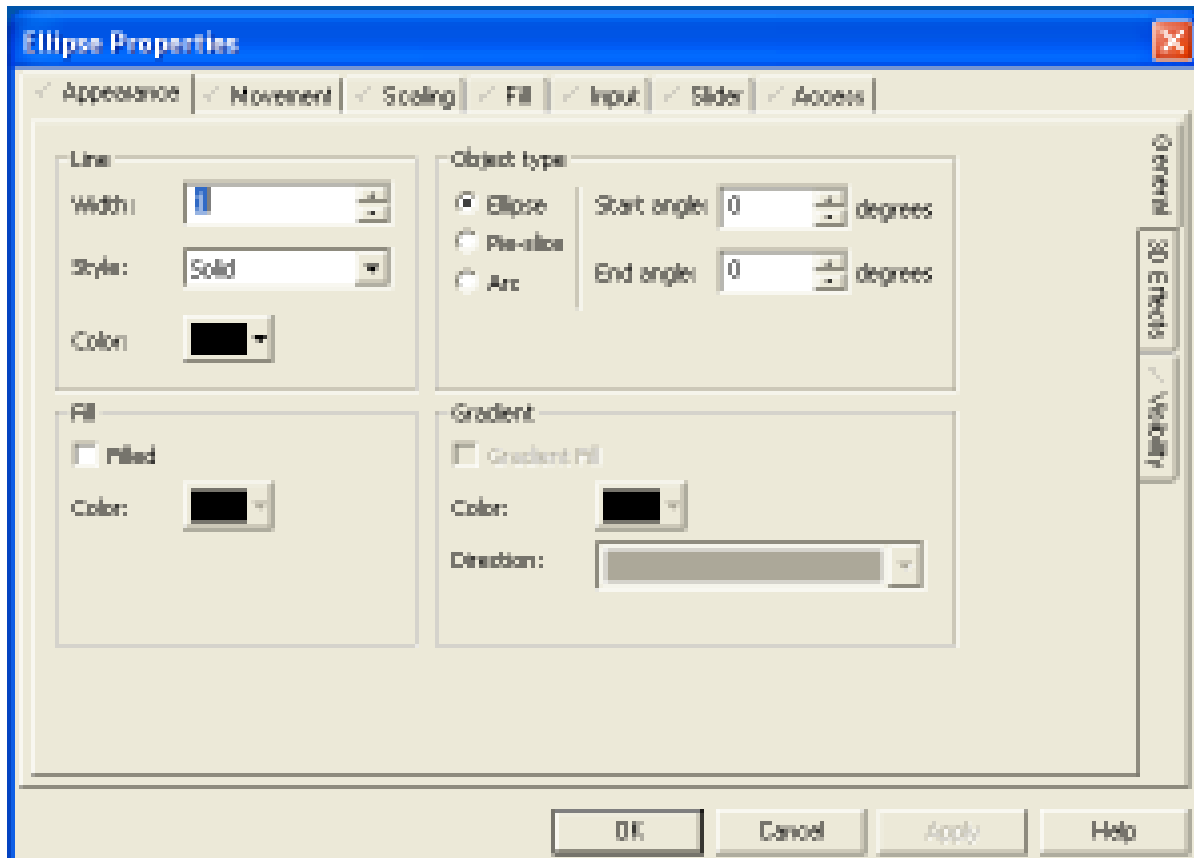 Ellipse Properties
Appearance Movement Scaling Fill Input Slider Access
Line
Width: 1
Style: Solid
Color:
Object type
Ellipse
Pie-slice
Arc
Start angle: 0 degrees
End angle: 0 degrees
Fill
Filled
Color:
Gradient
Gradient Fill
Color:
Direction:
General
3D Effects
Visibility
OK Cancel Apply Help